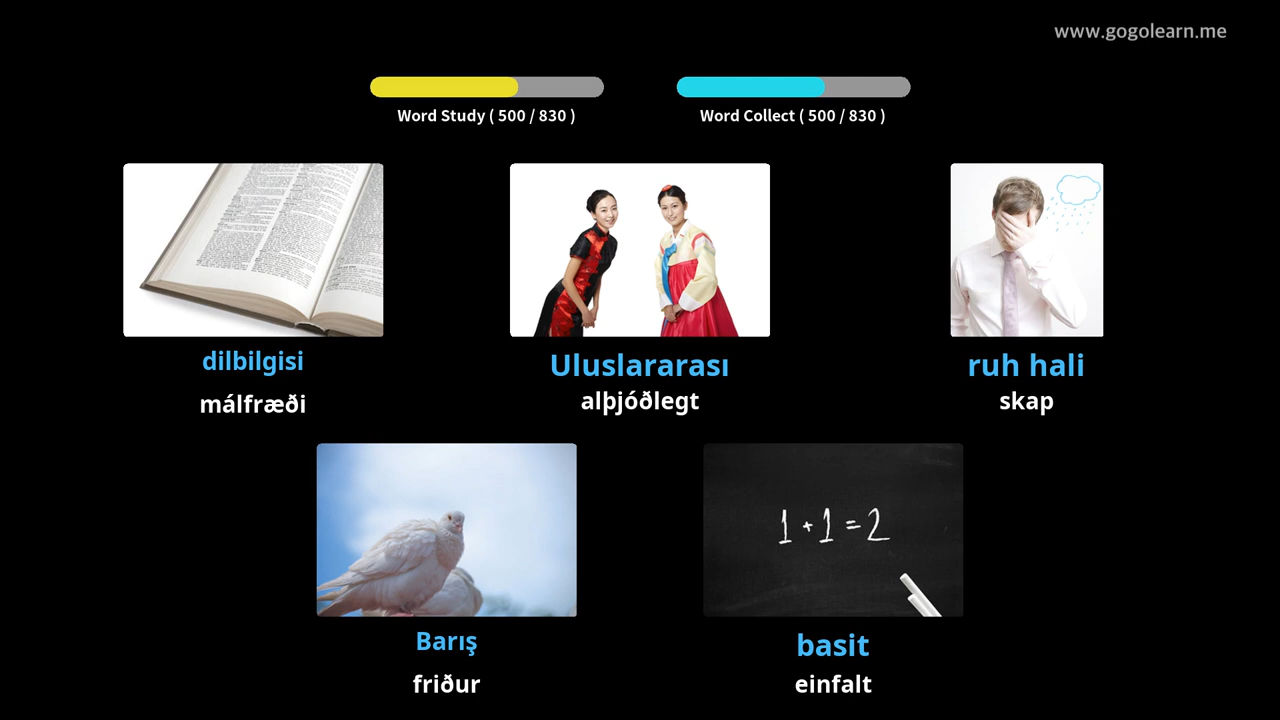 www.gogolearn.me
Word Study ( 500 / 830 )
Word Collect ( 500 / 830 )
dilbilgisi
málfræði
Uluslararası
alþjóðlegt
ruh hali
skap
1 + 1 = 2
Barış
friður
basit
einfalt